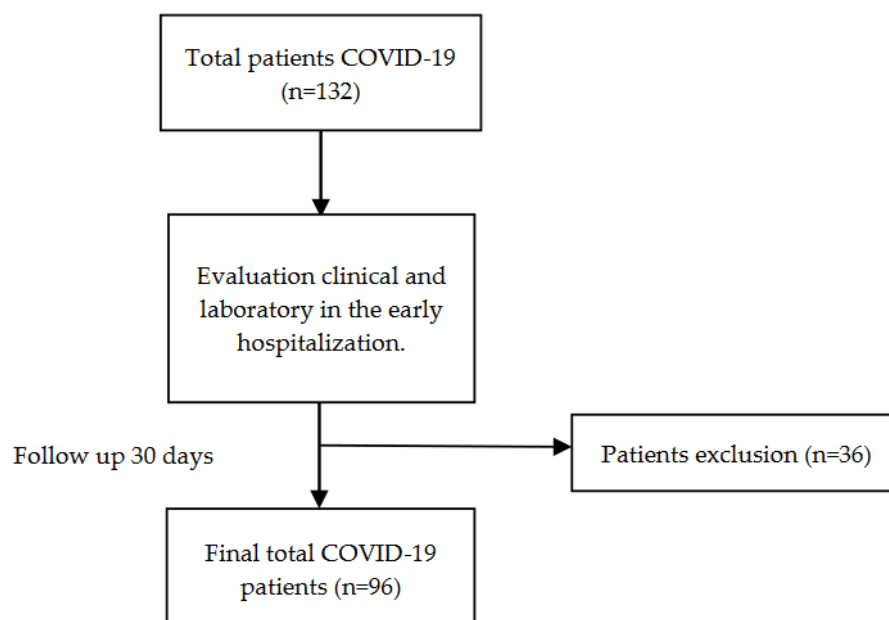 Total patients COVID-19
(n=132)
Evaluation clinical and
laboratory in the early
hospitalization.
Follow up 30 days
Patients exclusion (n=36)
Final total COVID-19
patients (n=96)